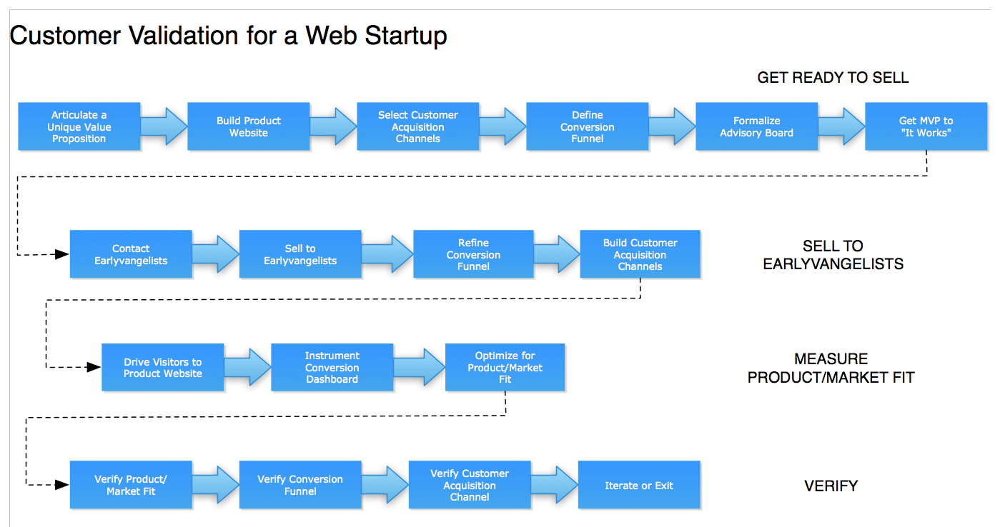 Customer Validation for a Web Startup
GET READY TO SELL
Articulate a
Unique Value
Proposition
Build Product
Website
Select Customer
Acquisition
Channels
Define
Conversion
Funnel
Formalize
Advisory Board
Get MVP to
"It Works"
Contact
Earlyvangelists
Sell to
Earlyvangelists
Refine
Conversion
Funnel
Build Customer
Acquisition
Channels
SELL TO
EARLYVANGELISTS
Drive Visitors to
Product Website
Instrument
Conversion
Dashboard
Optimize for
Product/Market
Fit
MEASURE
PRODUCT/MARKET FIT
Verify Product/
Market Fit
Verify Conversion
Funnel
Verify Customer
Acquisition
Channel
Iterate or Exit
VERIFY